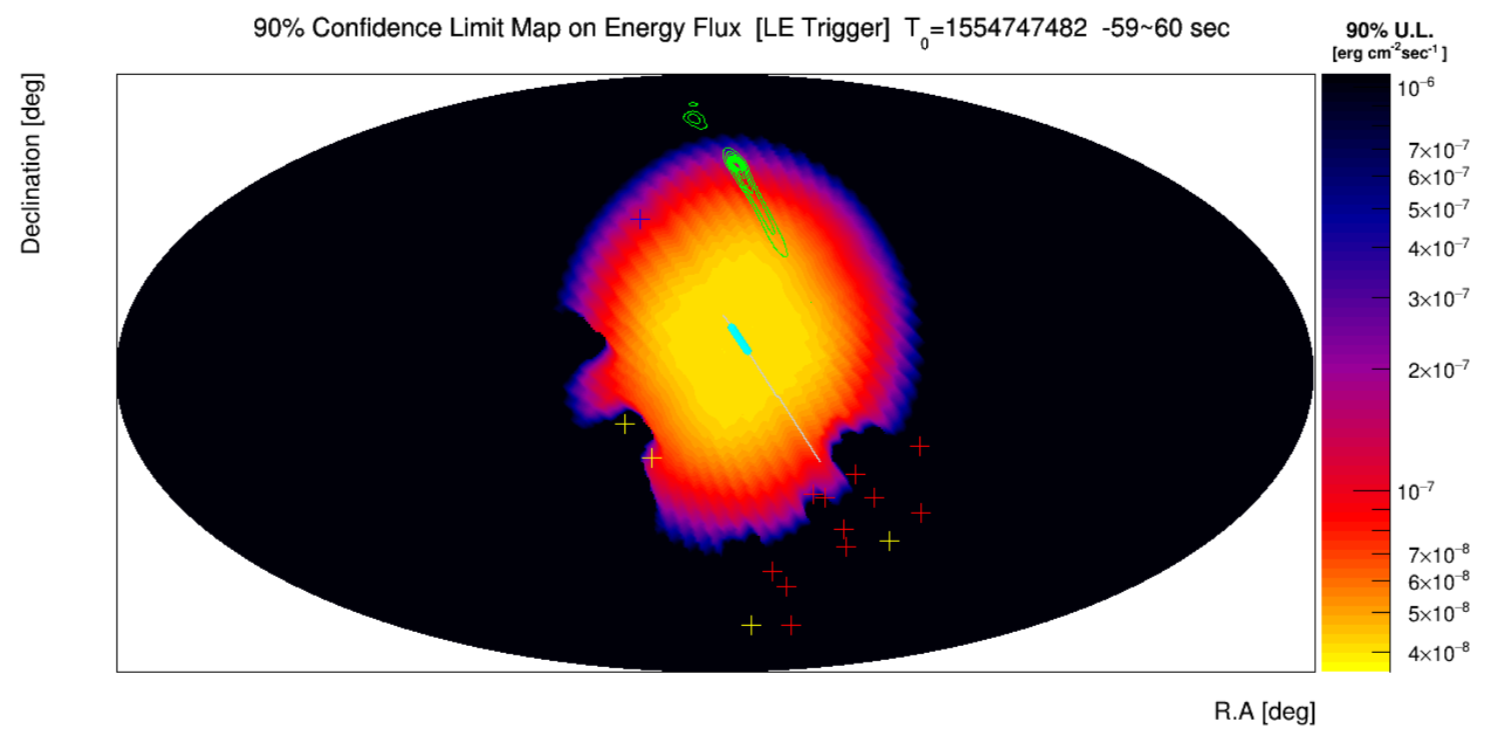 90% Confidence Limit Map on Energy Flux [LE Trigger] T₀=1554747482 -59~60 sec
90% U.L.
[erg cm⁻²sec⁻¹ ]
Declination [deg]
10⁻⁶
7×10⁻⁷
6×10⁻⁷
5×10⁻⁷
4×10⁻⁷
3×10⁻⁷
2×10⁻⁷
10⁻⁷
7×10⁻⁸
6×10⁻⁸
5×10⁻⁸
4×10⁻⁸
R.A [deg]